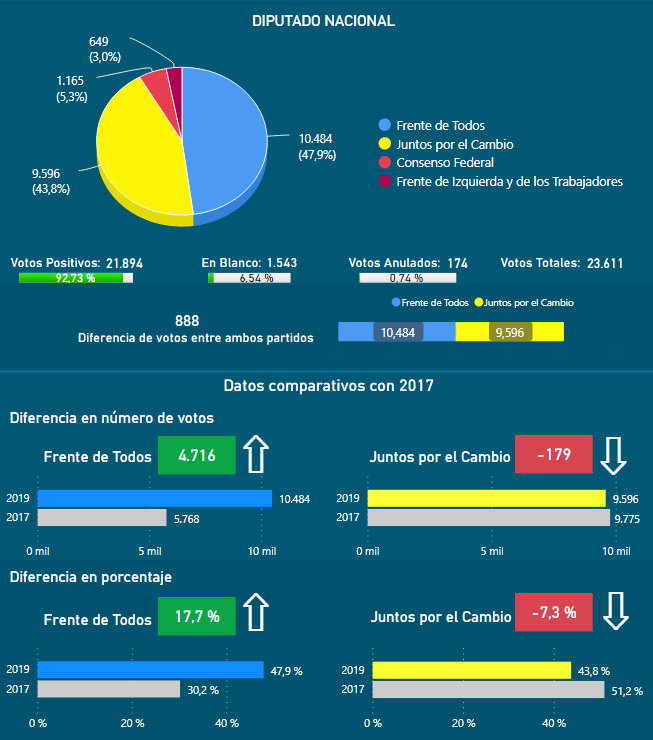 DIPUTADO NACIONAL
649
(3,0%)
1.165
(5,3%)
9.596
(43,8%)
10.484
(47,9%)
Frente de Todos
Juntos por el Cambio
Consenso Federal
Frente de Izquierda y de los Trabajadores
Votos Positivos: 21.894
92,73 %
En Blanco: 1.543
6,54 %
Votos Anulados: 174
0,74 %
Votos Totales: 23.611
888
Diferencia de votos entre ambos partidos
Frente de Todos Juntos por el Cambio
10,484 9,596
Datos comparativos con 2017
Diferencia en número de votos
Frente de Todos 4.716
2019 10.484
2017 5.768
0 mil 5 mil 10 mil
Juntos por el Cambio -179
2019 9.596
2017 9.775
0 mil 5 mil 10 mil
Diferencia en porcentaje
Frente de Todos 17,7 %
2019 47,9 %
2017 30,2 %
0 % 20 % 40 %
Juntos por el Cambio -7,3 %
2019 43,8 %
2017 51,2 %
0 % 20 % 40 %